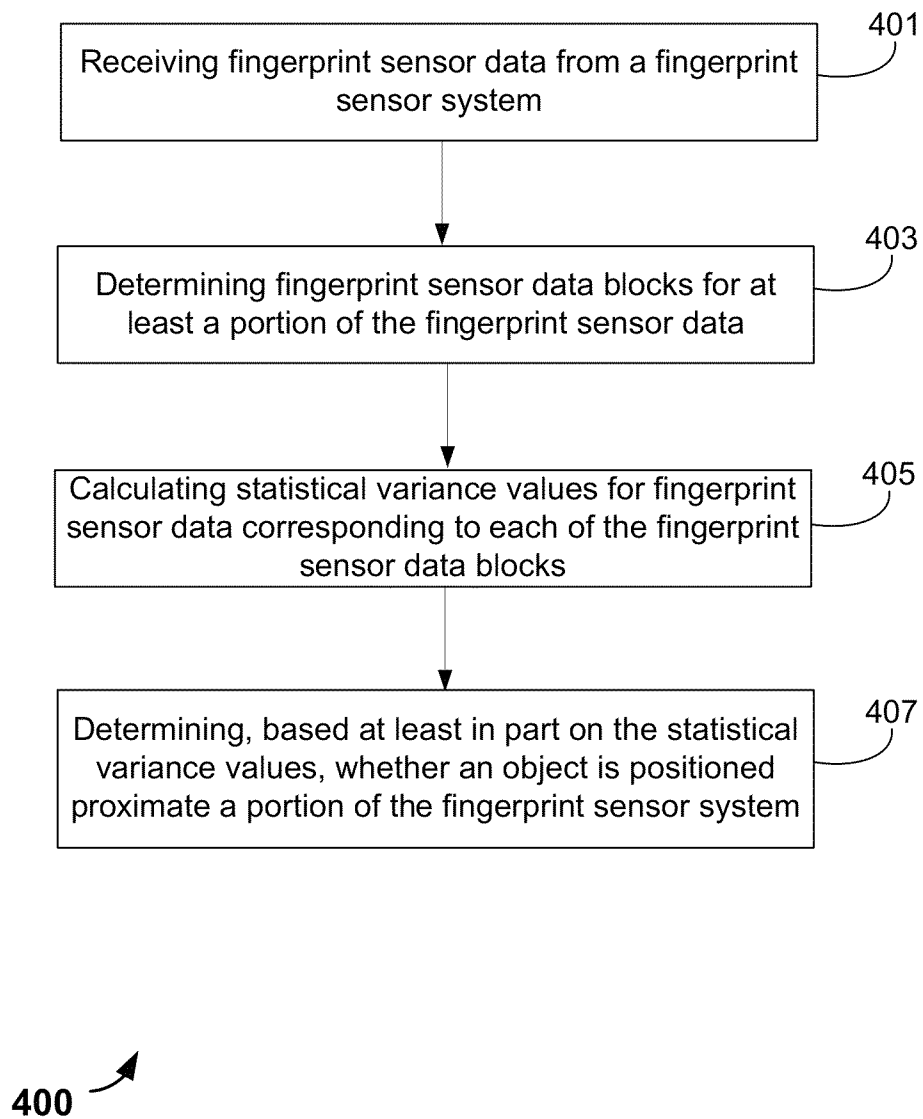 401
Receiving fingerprint sensor data from a fingerprint
sensor system
403
Determining fingerprint sensor data blocks for at
least a portion of the fingerprint sensor data
405
Calculating statistical variance values for fingerprint
sensor data corresponding to each of the fingerprint
sensor data blocks
407
Determining, based at least in part on the statistical
variance values, whether an object is positioned
proximate a portion of the fingerprint sensor system
400